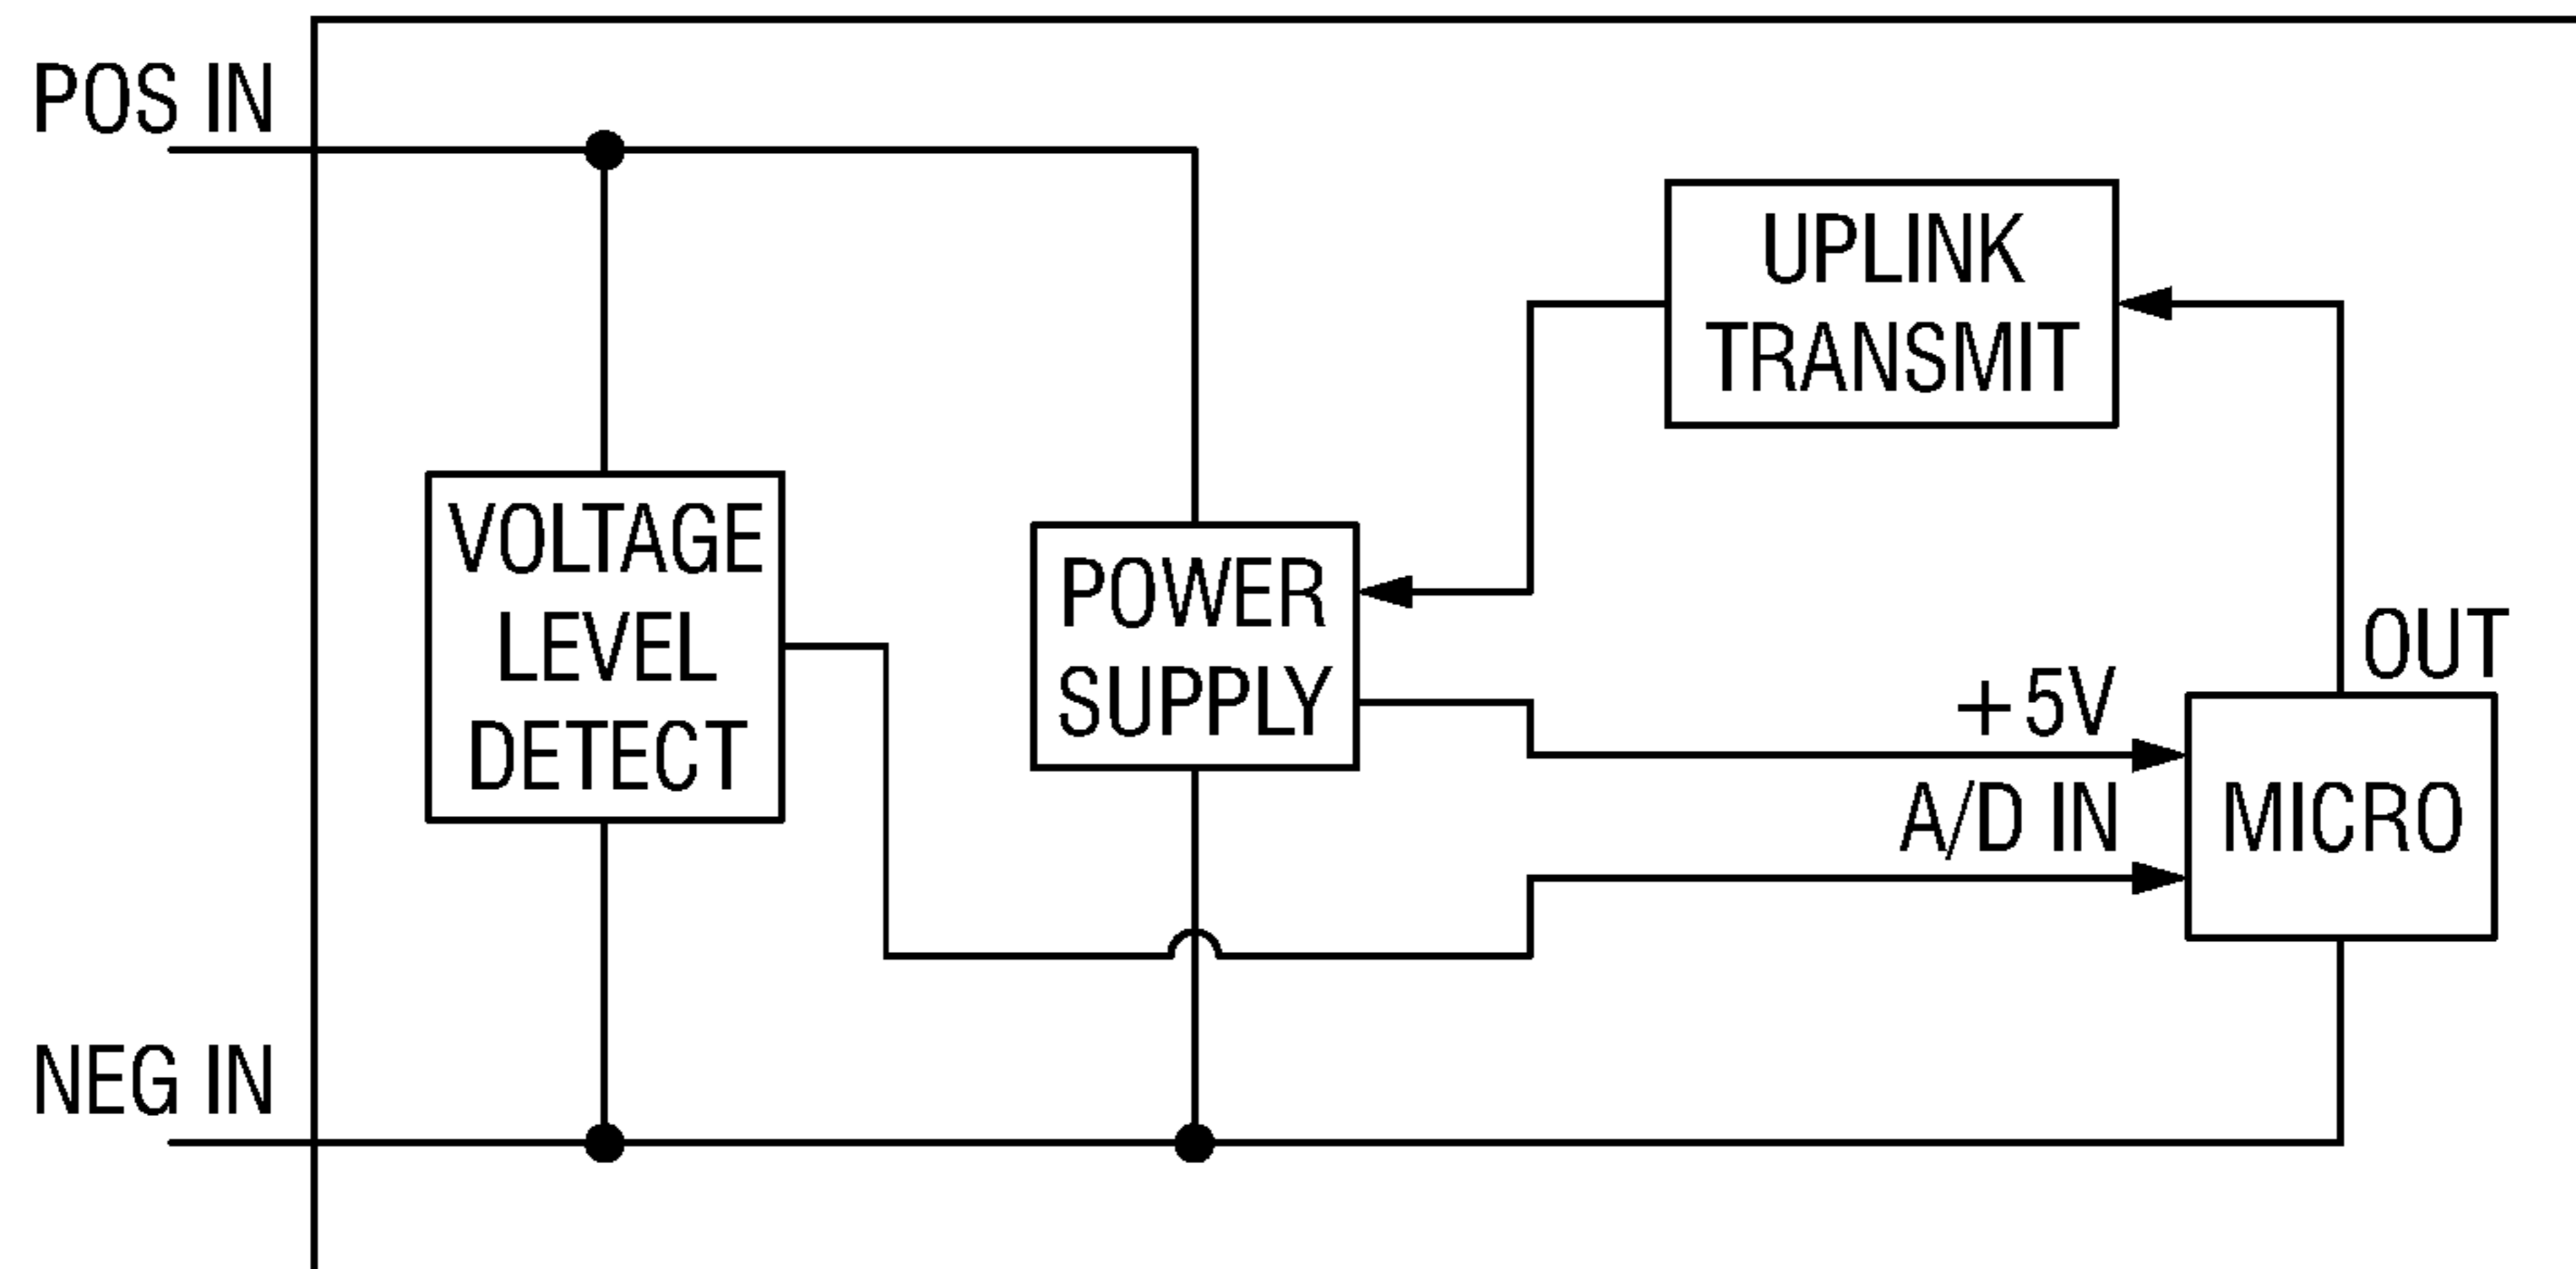 POS IN
UPLINK
TRANSMIT
VOLTAGE
LEVEL
DETECT
POWER
SUPPLY
OUT
+5V
A/D IN
MICRO
NEG IN